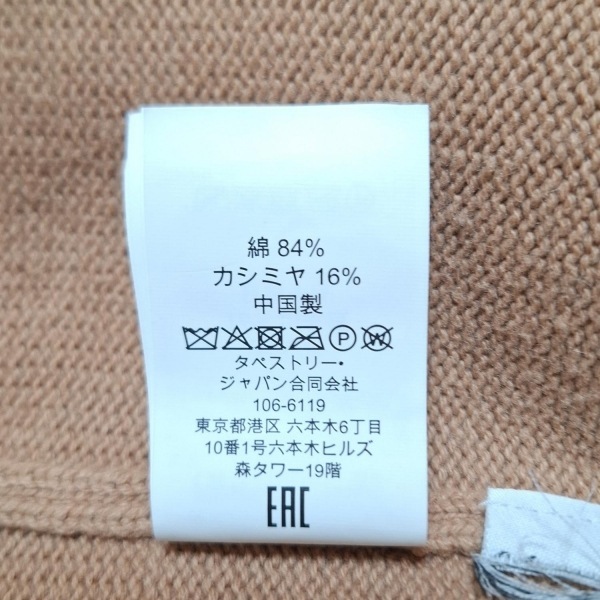 綿 84%
カシミヤ 16%
中国製
P W
タペストリー・
ジャパン合同会社
106-6119
東京都港区 六本木6丁目
10番1号六本木ヒルズ
森タワー19階
EAC